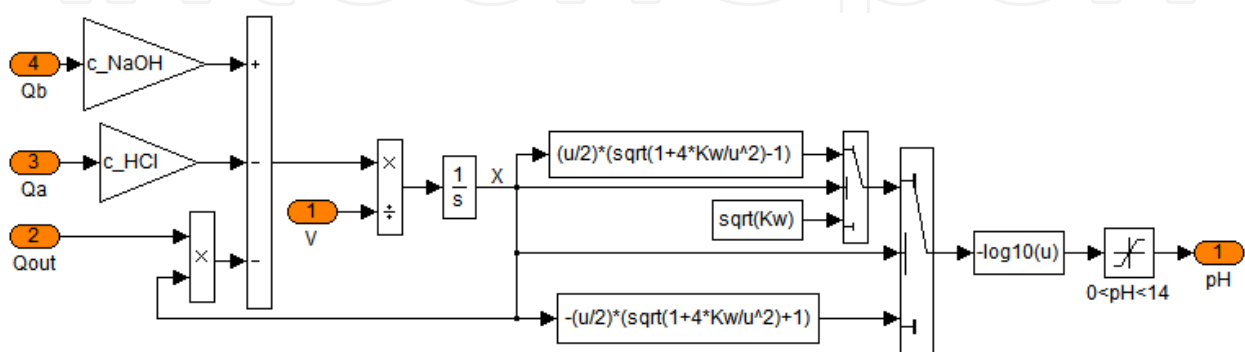 4
Qb
c_NaOH
+
3
Qa
c_HCl
-
2
Qout
×
-
1
V
×
÷
1
s
X
(u/2)*(sqrt(1+4*Kw/u^2)-1)
sqrt(Kw)
-(u/2)*(sqrt(1+4*Kw/u^2)+1)
-log10(u)
0<pH<14
1
pH